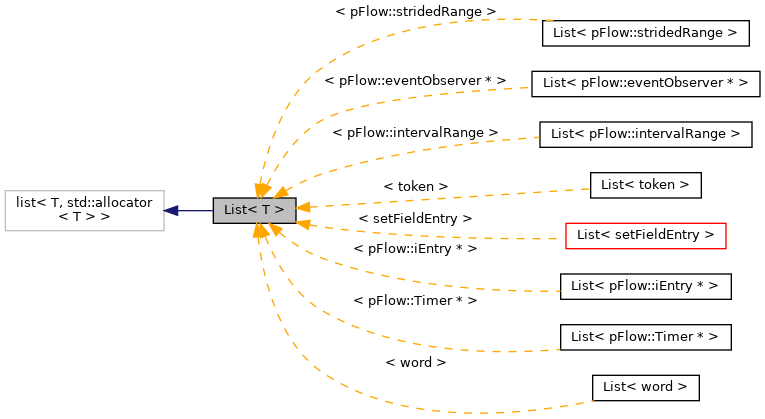 < pFlow::stridedRange >
List< pFlow::stridedRange >
< pFlow::eventObserver * >
List< pFlow::eventObserver * >
< pFlow::intervalRange >
List< pFlow::intervalRange >
< token >
List< token >
list< T, std::allocator
< T > >
List< T >
< setFieldEntry >
List< setFieldEntry >
< pFlow::iEntry * >
List< pFlow::iEntry * >
< pFlow::Timer * >
List< pFlow::Timer * >
< word >
List< word >